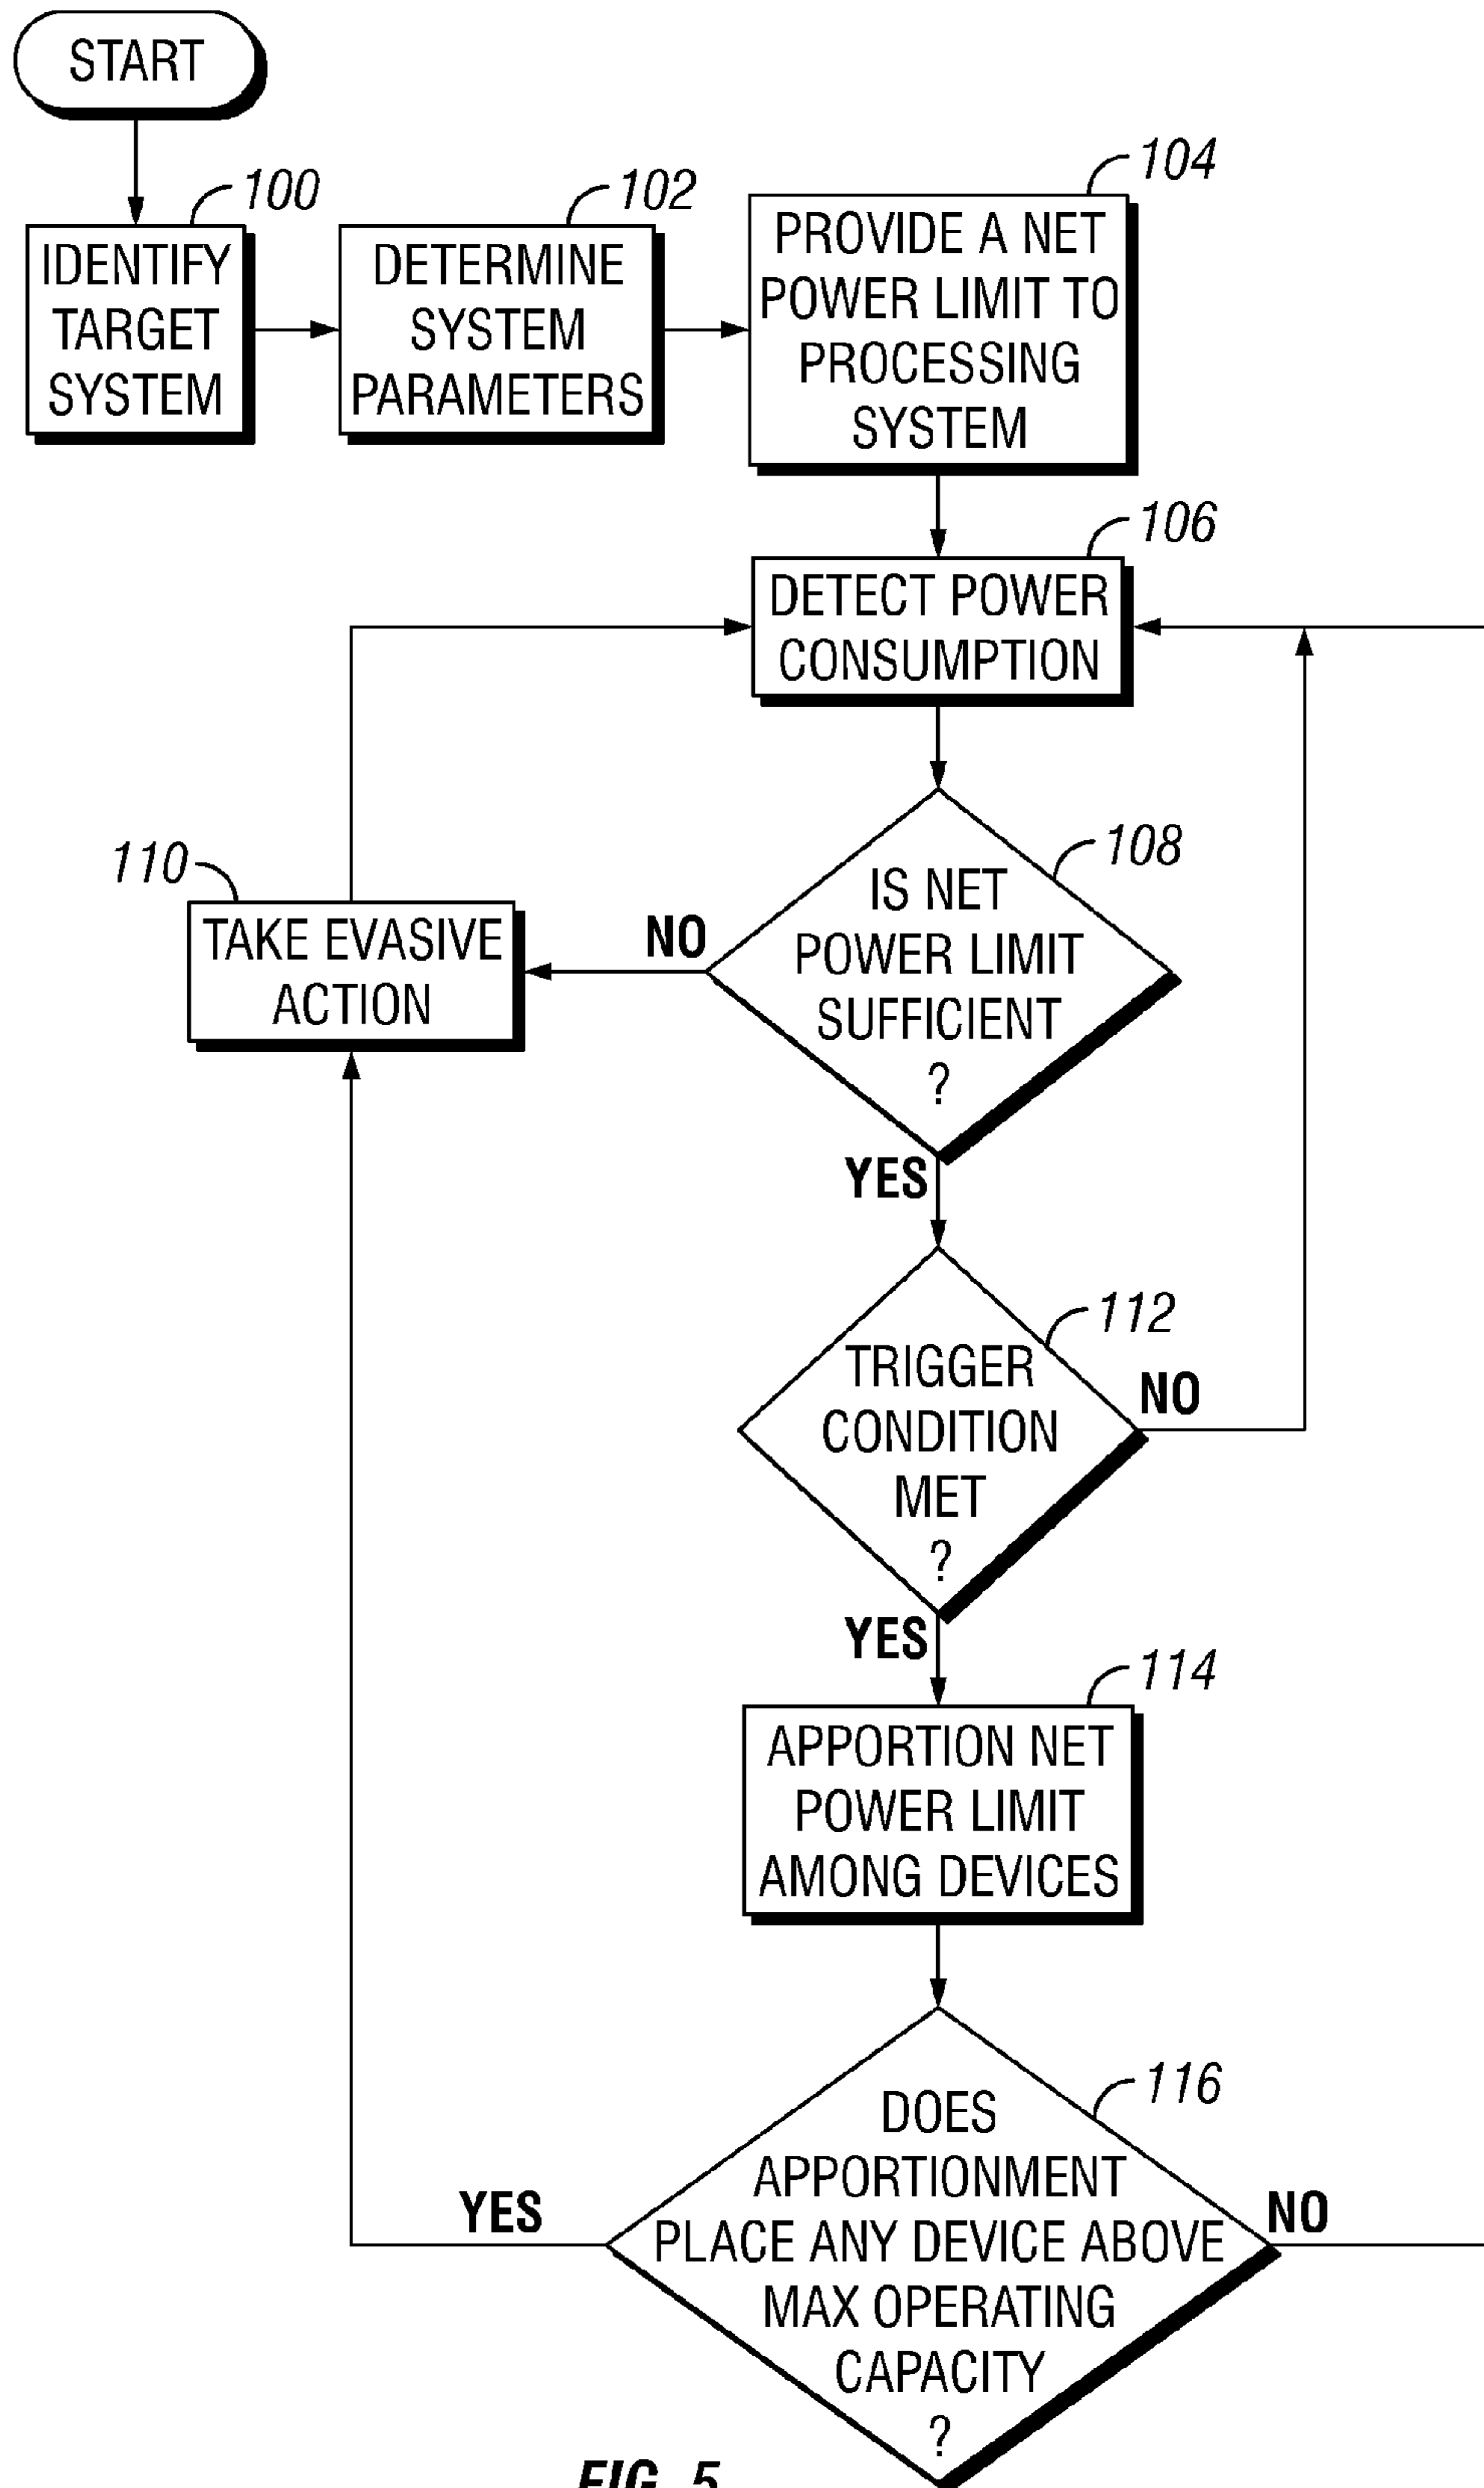 START
100
IDENTIFY
TARGET
SYSTEM
102
DETERMINE
SYSTEM
PARAMETERS
104
PROVIDE A NET
POWER LIMIT TO
PROCESSING
SYSTEM
106
DETECT POWER
CONSUMPTION
108
IS NET
POWER LIMIT
SUFFICIENT
?
NO
110
TAKE EVASIVE
ACTION
YES
112
TRIGGER
CONDITION
MET
?
NO
YES
114
APPORTION NET
POWER LIMIT
AMONG DEVICES
116
DOES
APPORTIONMENT
PLACE ANY DEVICE ABOVE
MAX OPERATING
CAPACITY
?
YES
NO
FIG. 5